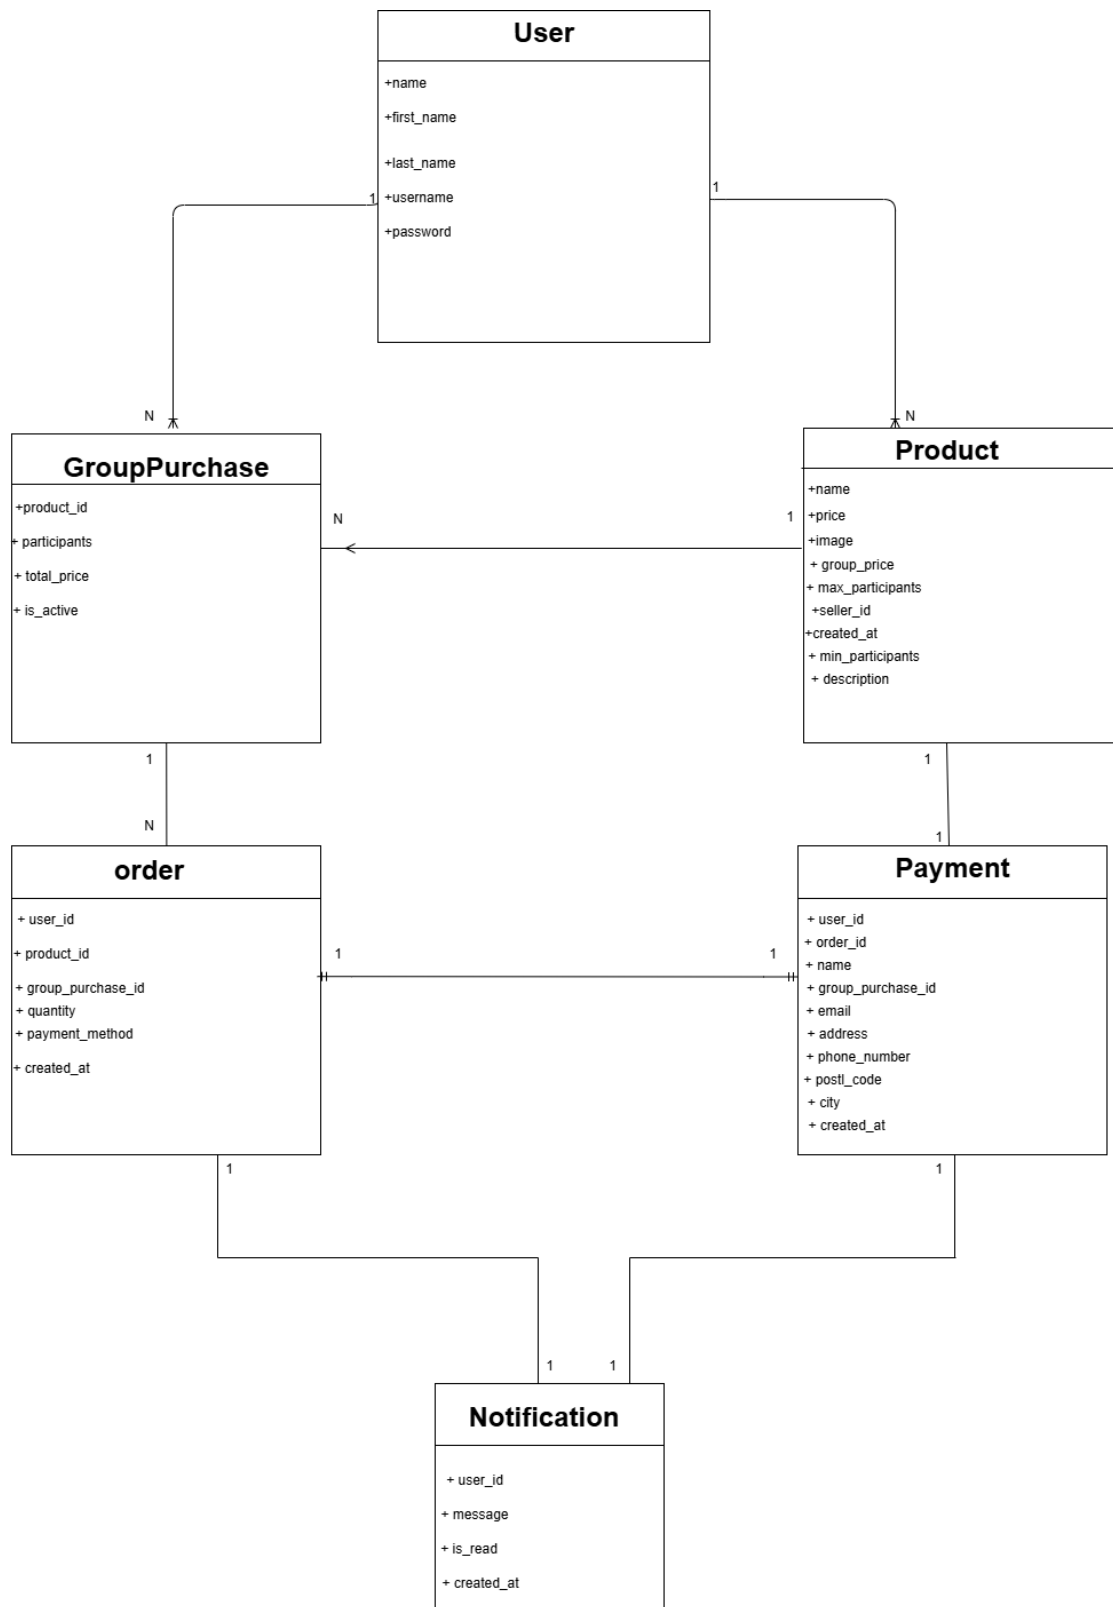 User
+name
+first_name
+last_name
1
+username
+password
1
N
GroupPurchase
+product_id
+ participants
+ total_price
+ is_active
N
1
N
Product
+name
+price
+image
+ group_price
+ max_participants
+seller_id
+created_at
+ min_participants
+ description
1
N
order
+ user_id
+ product_id
+ group_purchase_id
+ quantity
+ payment_method
+ created_at
1
1
1
1
Payment
+ user_id
+ order_id
+ name
+ group_purchase_id
+ email
+ address
+ phone_number
+ postl_code
+ city
+ created_at
1
1
1
1
Notification
+ user_id
+ message
+ is_read
+ created_at